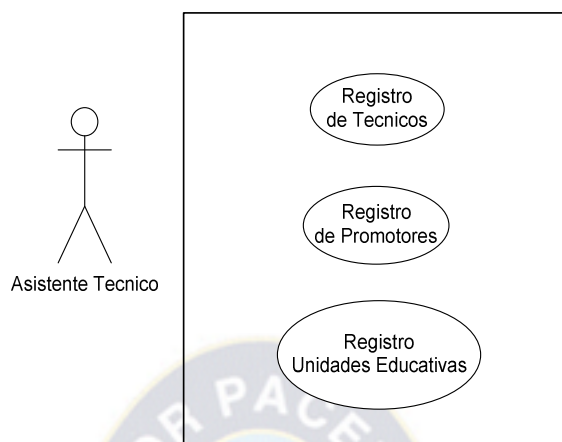 Registro
de Tecnicos
Registro
de Promotores
Asistente Tecnico
Registro
Unidades Educativas